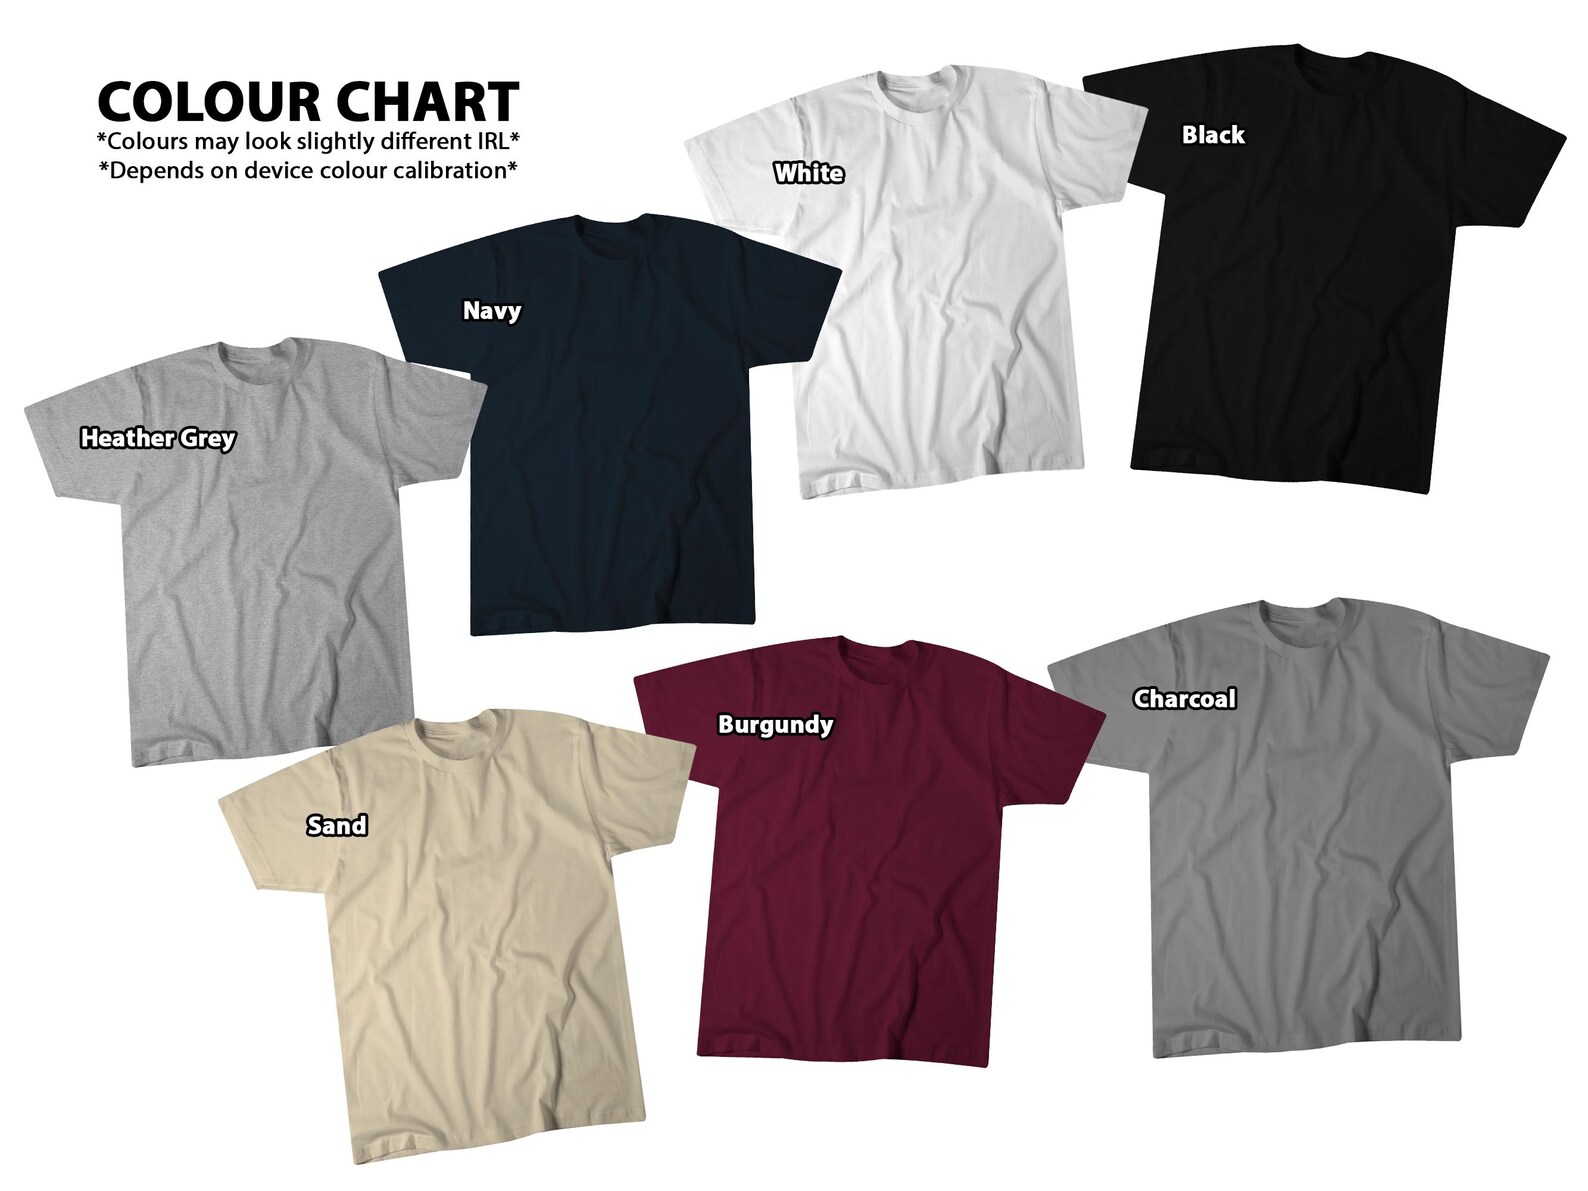 COLOUR CHART
*Colours may look slightly different IRL*
*Depends on device colour calibration*
Black
White
Navy
Heather Grey
Charcoal
Burgundy
Sand